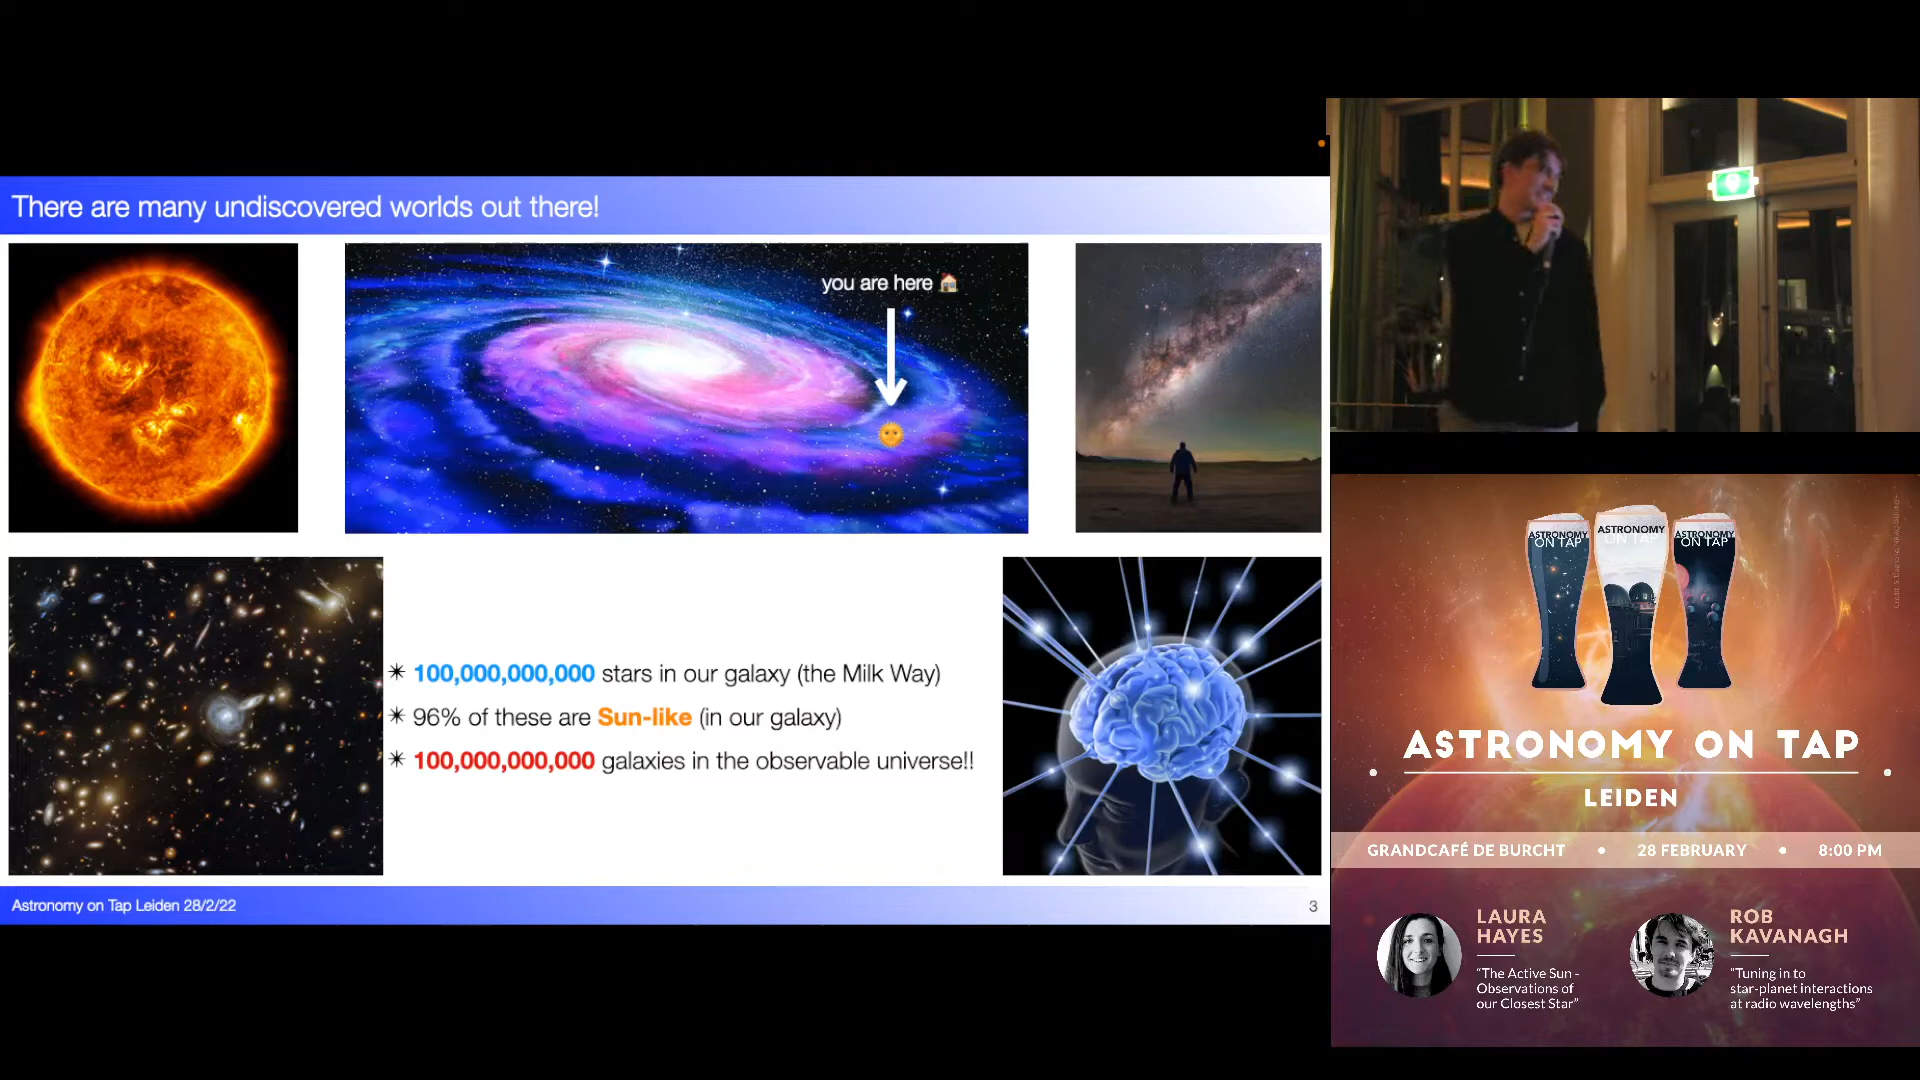 There are many undiscovered worlds out there!
you are here
✴ 100,000,000,000 stars in our galaxy (the Milk Way)
✴ 96% of these are Sun-like (in our galaxy)
✴ 100,000,000,000 galaxies in the observable universe!!
Astronomy on Tap Leiden 28/2/22
3
ASTRONOMY
ON TAP
ASTRONOMY
ON TAP
ASTRONOMY
ON TAP
ASTRONOMY ON TAP
LEIDEN
GRANDCAFÉ DE BURCHT • 28 FEBRUARY • 8:00 PM
LAURA
HAYES
“The Active Sun -
Observations of
our Closest Star”
ROB
KAVANAGH
“Tuning in to
star-planet interactions
at radio wavelengths”